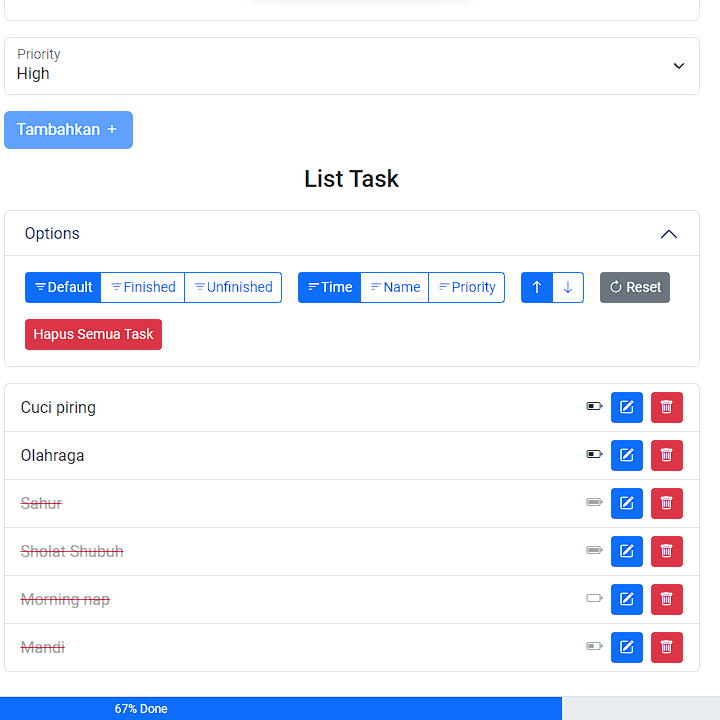 Priority
High
Tambahkan +
List Task
Options
Default Finished Unfinished Time Name Priority ↑ ↓ Reset
Hapus Semua Task
Cuci piring
Olahraga
Sahur
Sholat Shubuh
Morning nap
Mandi
67% Done